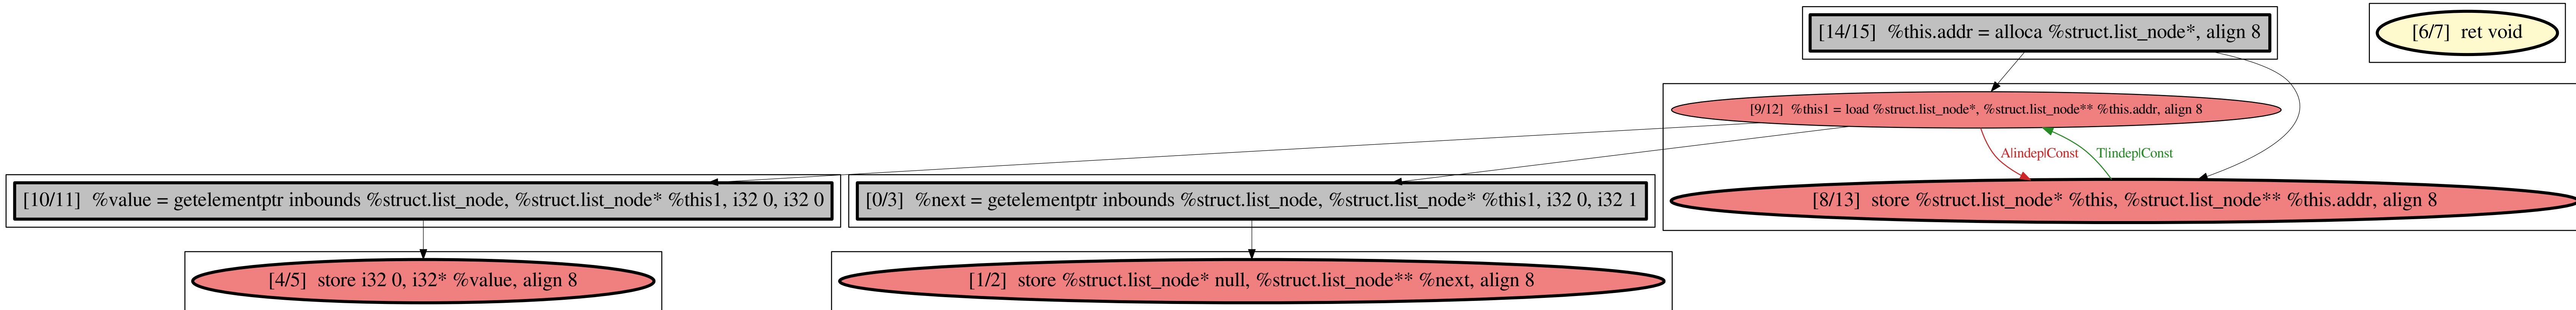 [14/15] %this.addr = alloca %struct.list_node*, align 8
[6/7] ret void
[9/12] %this1 = load %struct.list_node*, %struct.list_node** %this.addr, align 8
A|indep|Const
T|indep|Const
[10/11] %value = getelementptr inbounds %struct.list_node, %struct.list_node* %this1, i32 0, i32 0
[0/3] %next = getelementptr inbounds %struct.list_node, %struct.list_node* %this1, i32 0, i32 1
[8/13] store %struct.list_node* %this, %struct.list_node** %this.addr, align 8
[4/5] store i32 0, i32* %value, align 8
[1/2] store %struct.list_node* null, %struct.list_node** %next, align 8